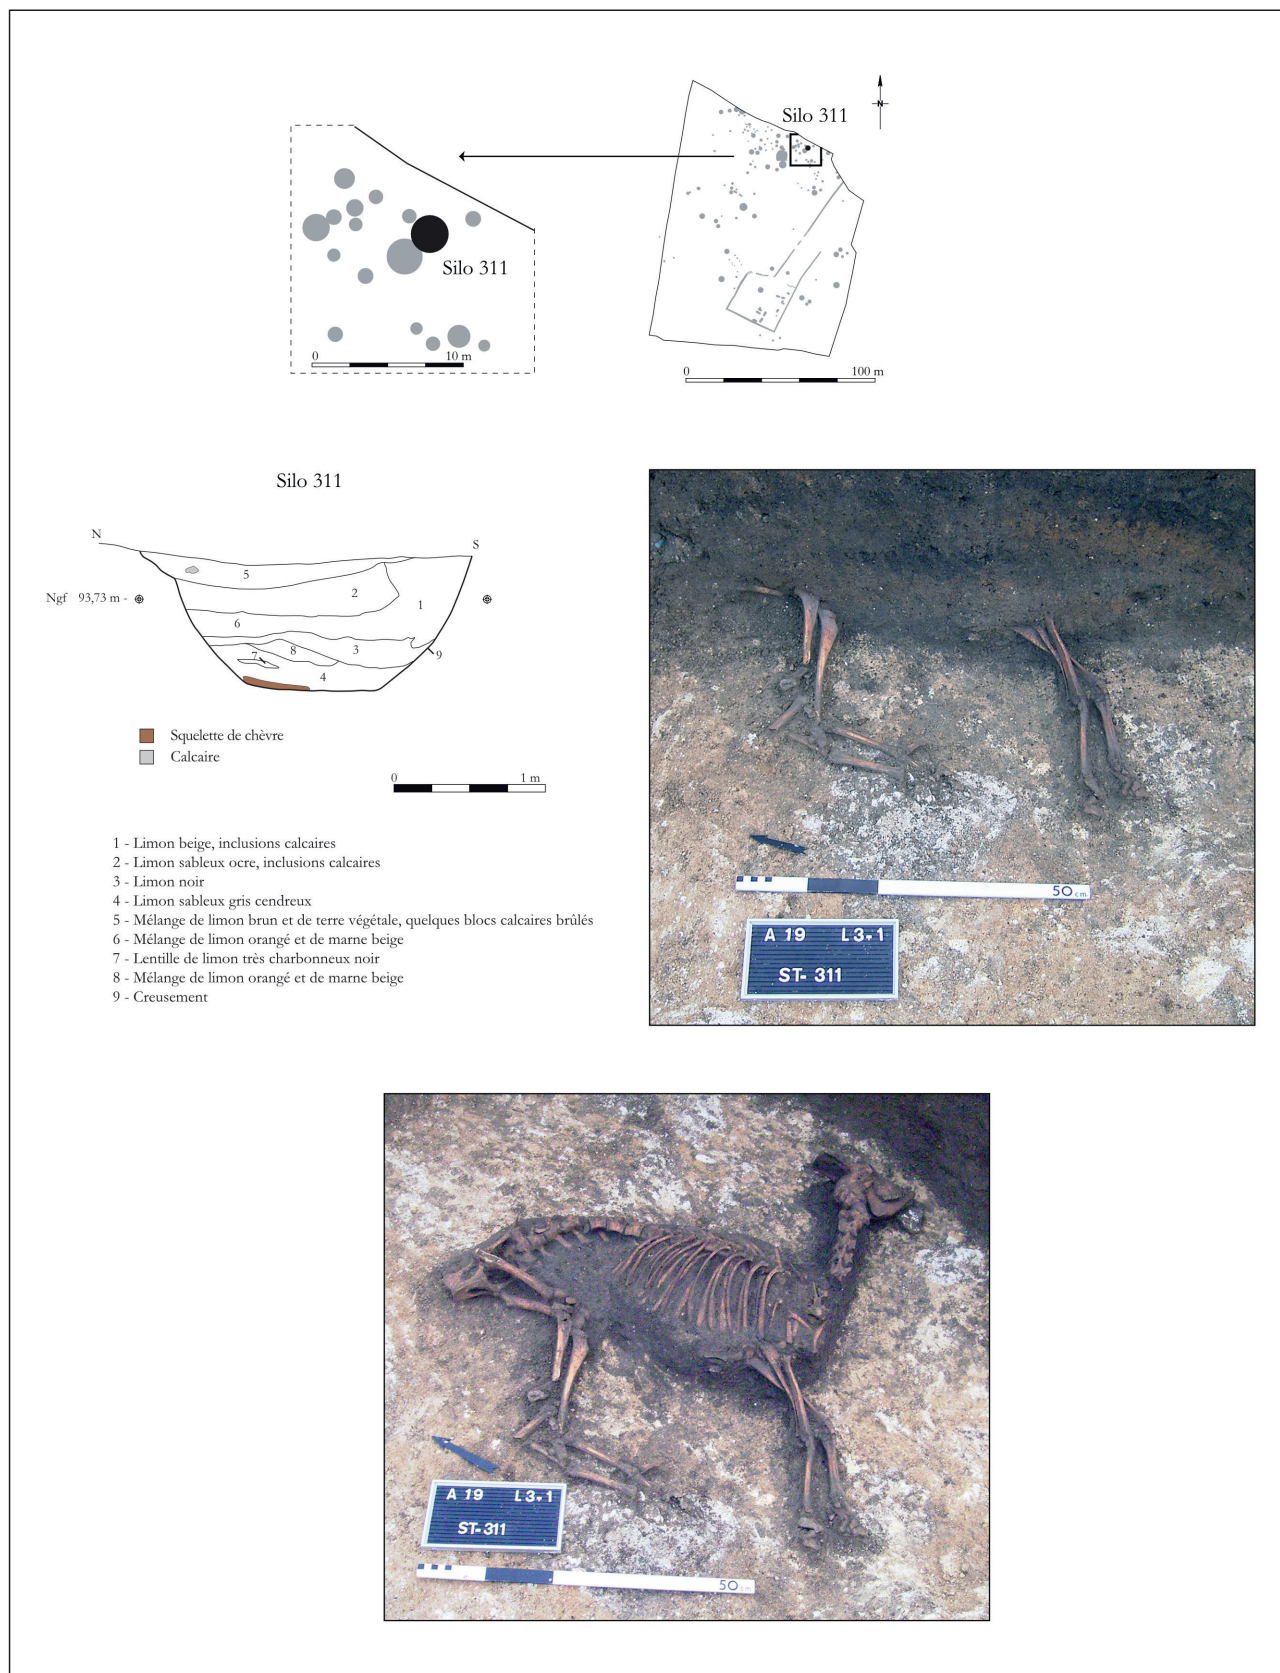 Silo 311
N
Silo 311
0 10 m
0 100 m
Silo 311
N
S
5
2
1
Ngf 93,73 m -
6
3
8
7
9
4
Squelette de chèvre
Calcaire
0 1 m
1 - Limon beige, inclusions calcaires
2 - Limon sableux ocre, inclusions calcaires
3 - Limon noir
4 - Limon sableux gris cendreux
5 - Mélange de limon brun et de terre végétale, quelques blocs calcaires brûlés
6 - Mélange de limon orangé et de marne beige
7 - Lentille de limon très charbonneux noir
8 - Mélange de limon orangé et de marne beige
9 - Creusement
50 cm
A 19 L3-1
ST-311
A 19 L3-1
ST-311
50 cm